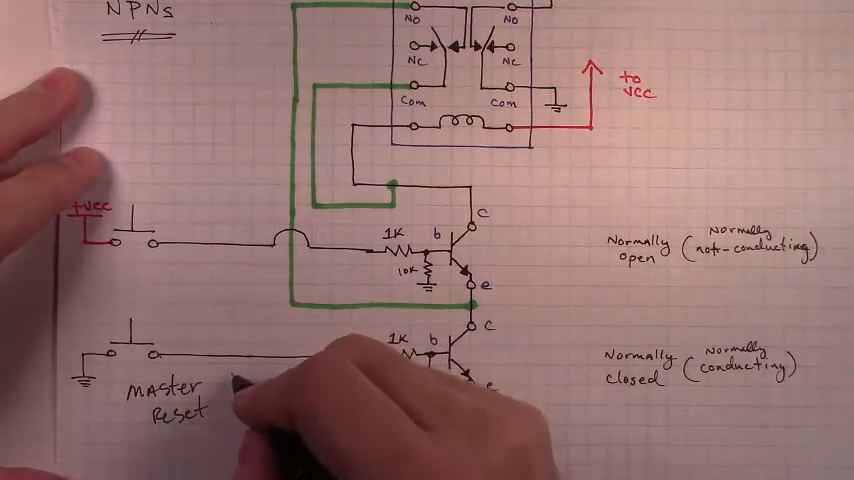 NPNs
NO
NO
NC
NC
Com
Com
to
VCC
+VCC
C
1K
b
10K
e
Normally
open
(Normally
not-conducting)
C
1K
b
e
Normally
closed
(Normally
conducting)
Master
Reset